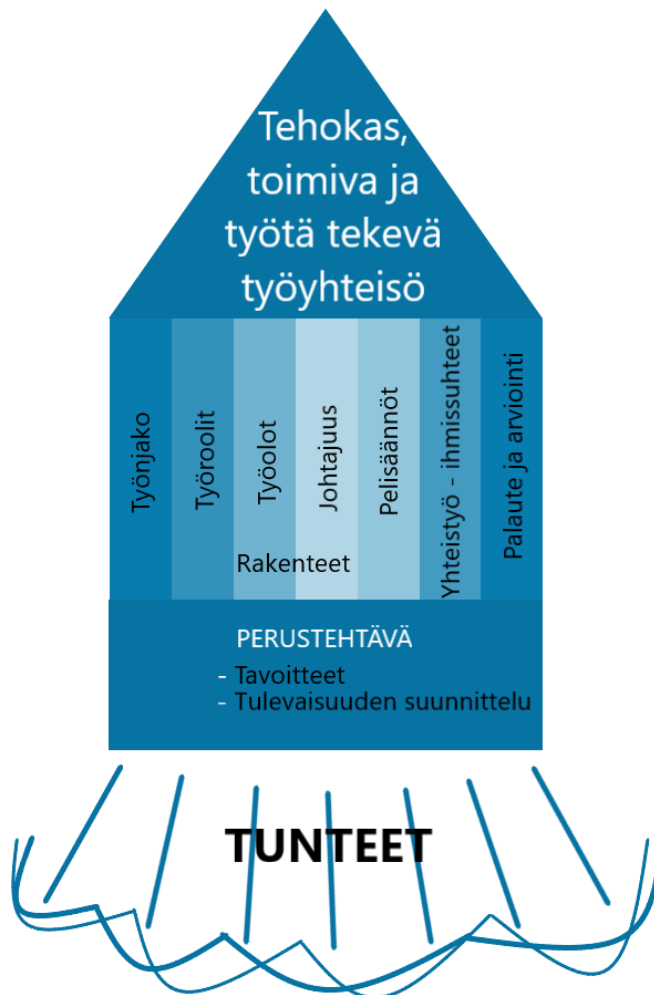 Tehokas,
toimiva ja
työtä tekevä
työyhteisö
Työnjako
Työroolit
Työolot
Johtajuus
Pelisäännöt
Yhteistyö - ihmissuhteet
Palaute ja arviointi
Rakenteet
PERUSTEHTÄVÄ
- Tavoitteet
- Tulevaisuuden suunnittelu
TUNTEET